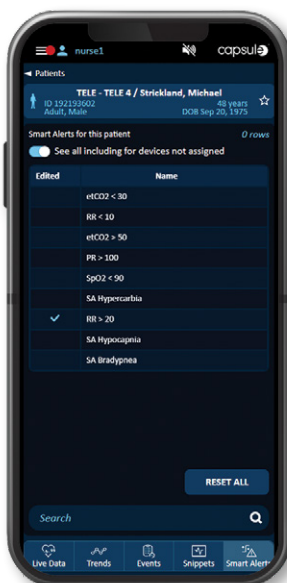 nurse1
capsule
◄ Patients
TELE - TELE 4 / Strickland, Michael
ID 192193602
48 years
Adult, Male
DOB Sep 20, 1975
Smart Alerts for this patient
0 rows
See all including for devices not assigned
Edited Name
etCO2 < 30
RR < 10
etCO2 > 50
PR > 100
SpO2 < 90
SA Hypercarbia
RR > 20
SA Hypocapnia
SA Bradypnea
RESET ALL
Search
Live Data Trends Events Snippets Smart Alert